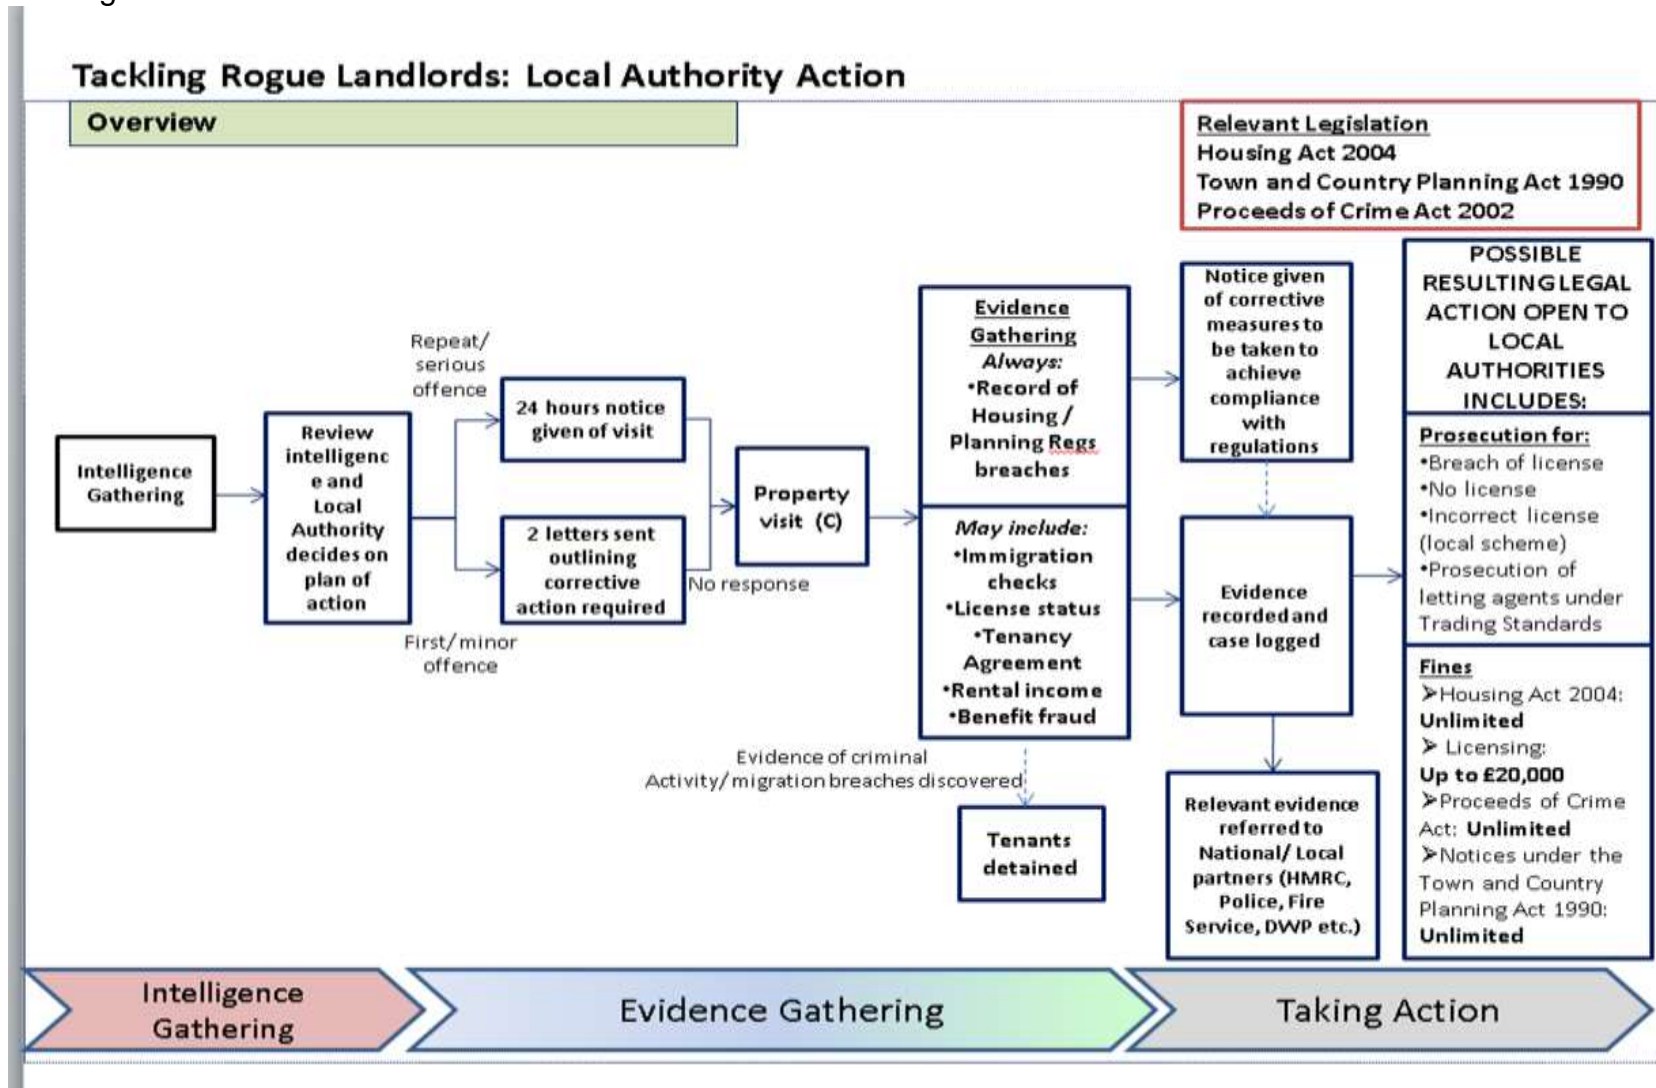 Tackling Rogue Landlords: Local Authority Action
Overview
Relevant Legislation
Housing Act 2004
Town and Country Planning Act 1990
Proceeds of Crime Act 2002
Intelligence
Gathering
Review
intelligenc
e and
Local
Authority
decides on
plan of
action
Repeat/
serious
offence
24 hours notice
given of visit
2 letters sent
outlining
corrective
action required
First/minor
offence
No response
Property
visit (C)
Evidence
Gathering
Always:
•Record of
Housing /
Planning Regs
breaches
May include:
•Immigration
checks
•License status
•Tenancy
Agreement
•Rental income
•Benefit fraud
Evidence of criminal
Activity/migration breaches discovered
Tenants
detained
Notice given
of corrective
measures to
be taken to
achieve
compliance
with
regulations
Evidence
recorded and
case logged
Relevant evidence
referred to
National/ Local
partners (HMRC,
Police, Fire
Service, DWP etc.)
POSSIBLE
RESULTING LEGAL
ACTION OPEN TO
LOCAL
AUTHORITIES
INCLUDES:
Prosecution for:
•Breach of license
•No license
•Incorrect license
(local scheme)
•Prosecution of
letting agents under
Trading Standards
Fines
➢Housing Act 2004:
Unlimited
➢ Licensing:
Up to £20,000
➢Proceeds of Crime
Act: Unlimited
➢Notices under the
Town and Country
Planning Act 1990:
Unlimited
Intelligence
Gathering
Evidence Gathering
Taking Action